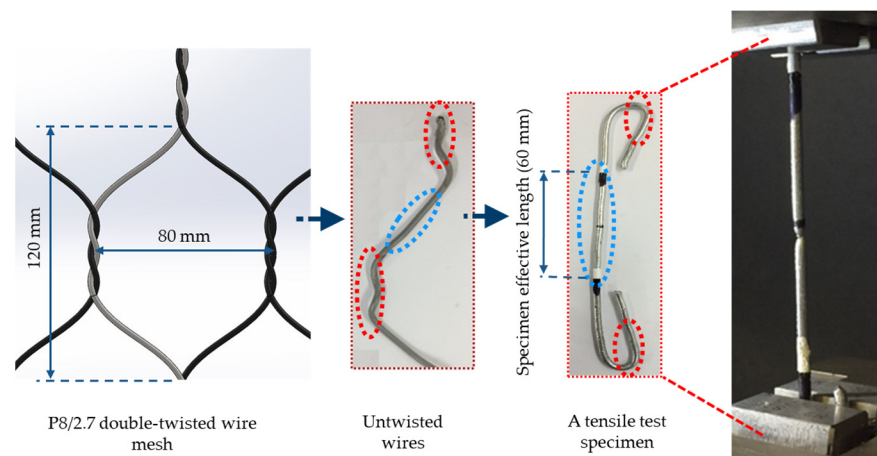 120 mm
80 mm
Specimen effective length (60 mm)
P8/2.7 double-twisted wire
mesh
Untwisted
wires
A tensile test
specimen